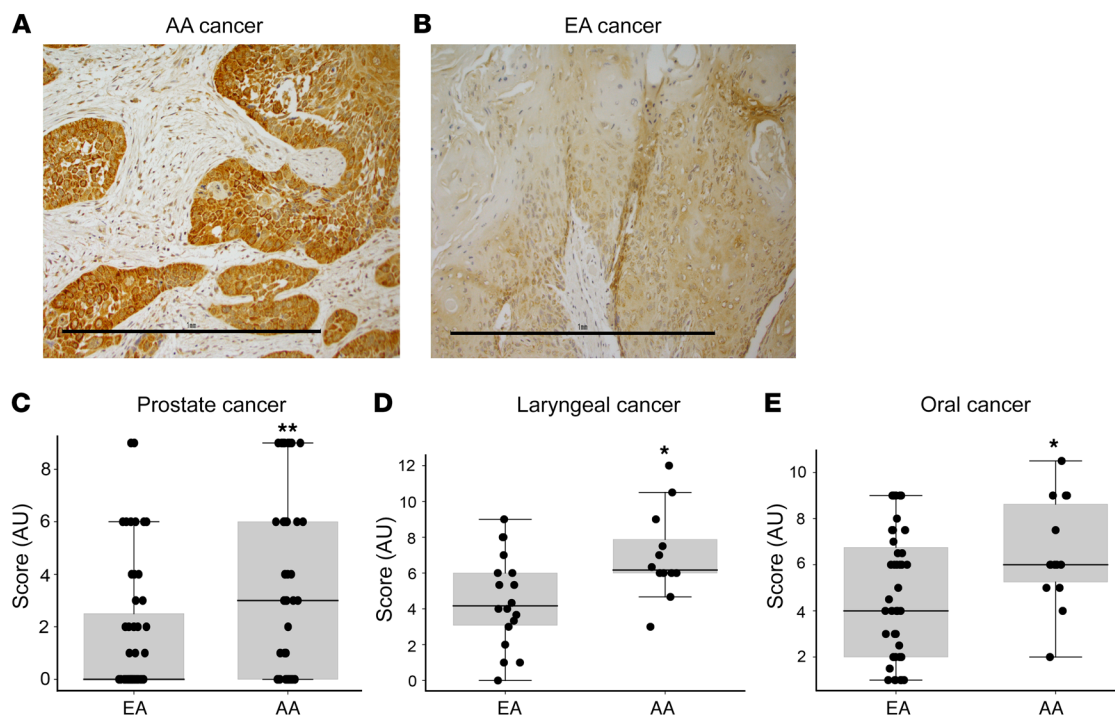 A
AA cancer
B
EA cancer
1mm
1mm
C
Prostate cancer
D
Laryngeal cancer
E
Oral cancer
**
*
*
Score (AU)
8
6
4
2
0
EA
AA
Score (AU)
12
10
8
6
4
2
0
EA
AA
Score (AU)
10
8
6
4
2
EA
AA